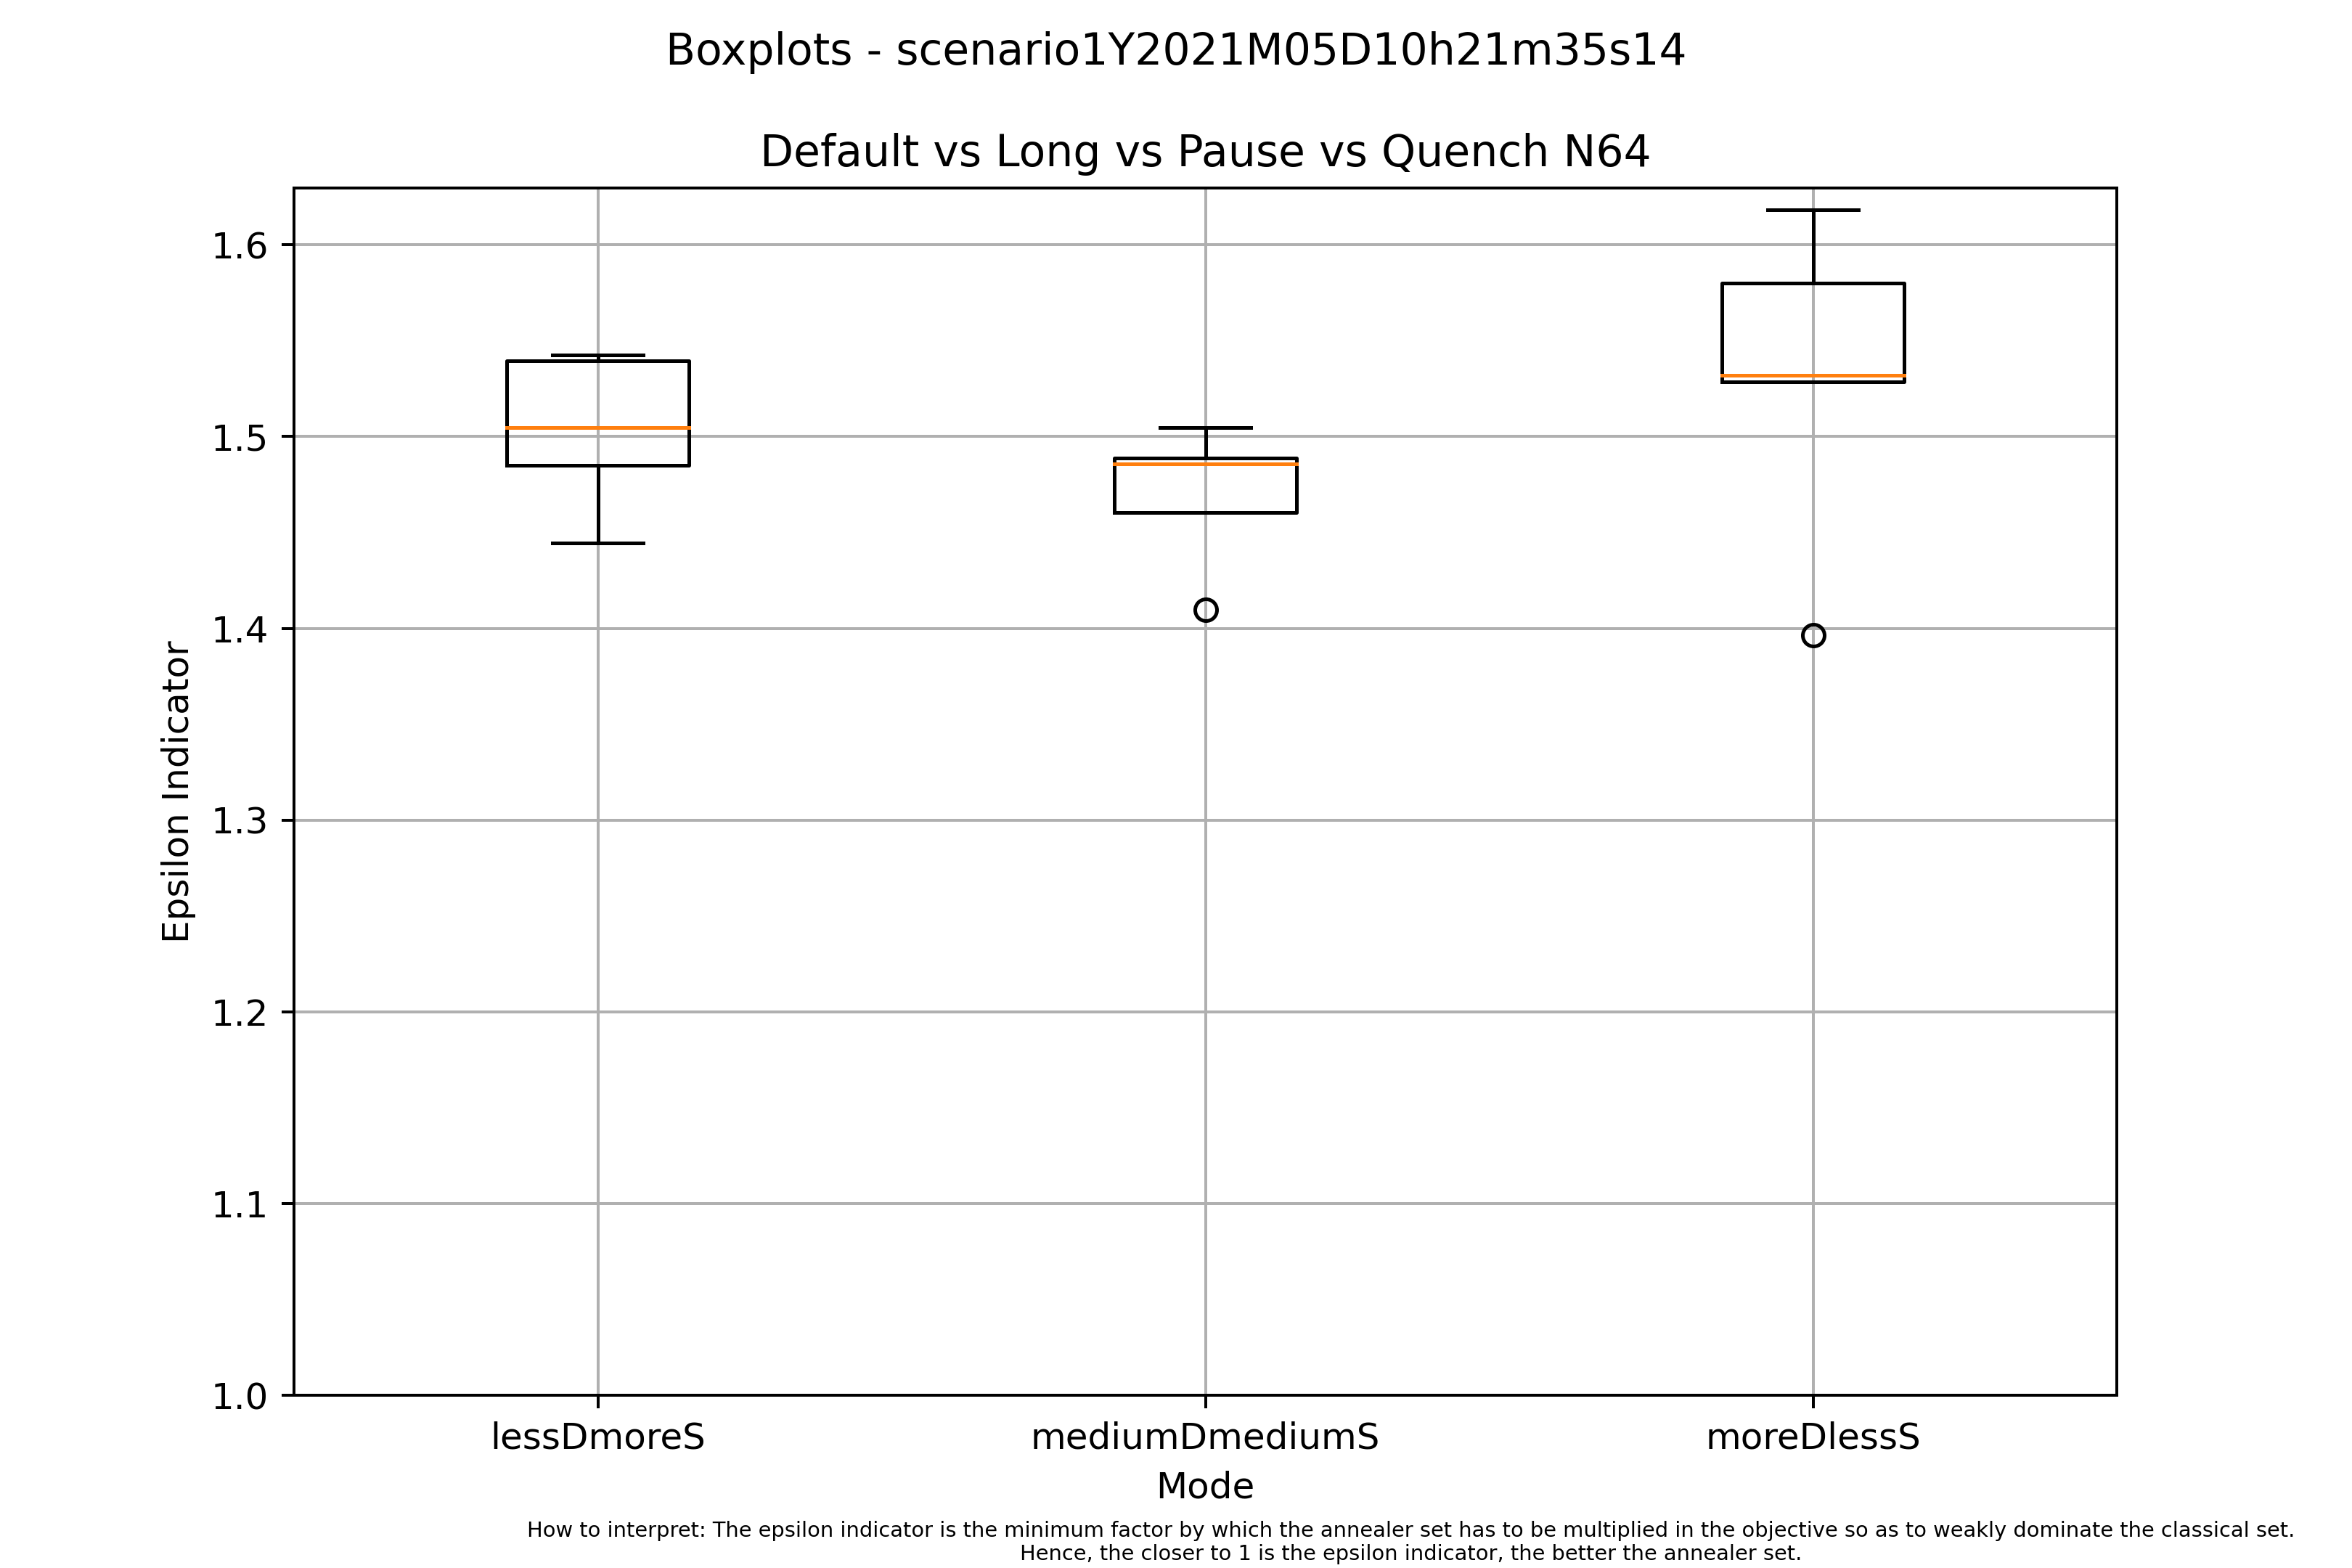 Boxplots - scenario1Y2021M05D10h21m35s14
Default vs Long vs Pause vs Quench N64
Epsilon Indicator
1.6
1.5
1.4
1.3
1.2
1.1
1.0
lessDmoreS
mediumDmediumS
moreDlessS
Mode
How to interpret: The epsilon indicator is the minimum factor by which the annealer set has to be multiplied in the objective so as to weakly dominate the classical set.
Hence, the closer to 1 is the epsilon indicator, the better the annealer set.